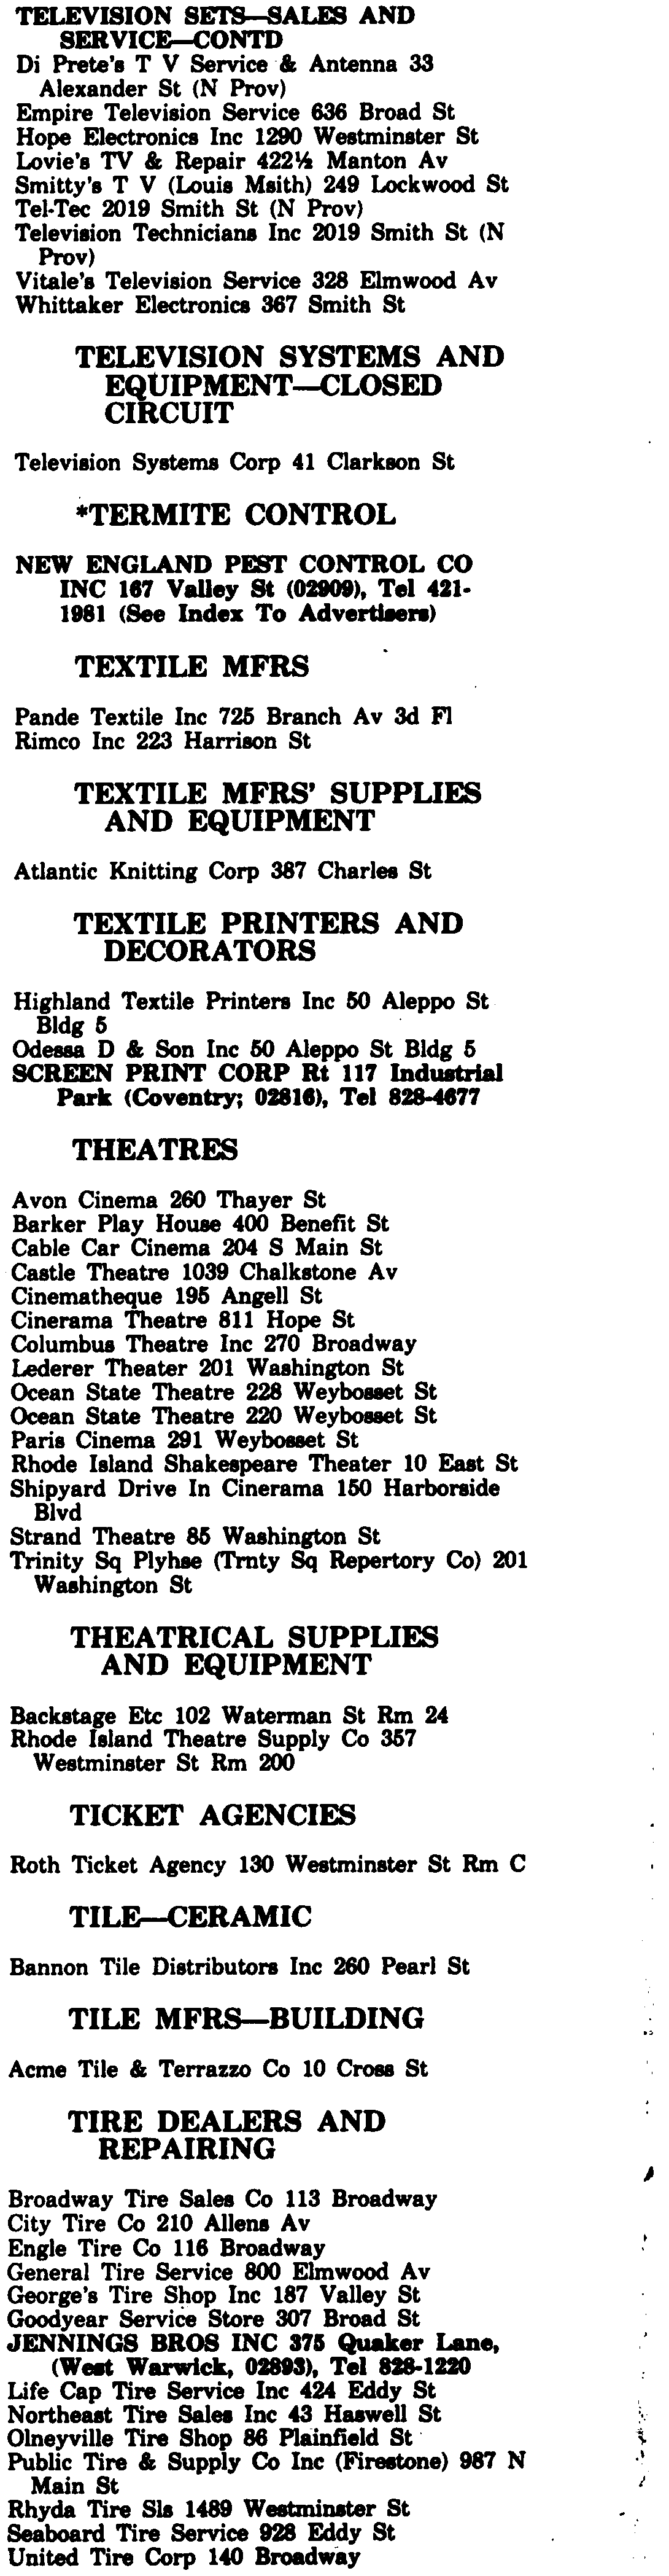 TELEVISION SETS—SALES AND
SERVICE—CONTD
Di Prete's T V Service & Antenna 33
Alexander St (N Prov)
Empire Television Service 636 Broad St
Hope Electronics Inc 1290 Westminster St
Lovie's TV & Repair 422½ Manton Av
Smitty's T V (Louis Msith) 249 Lockwood St
Tel-Tec 2019 Smith St (N Prov)
Television Technicians Inc 2019 Smith St (N
Prov)
Vitale's Television Service 328 Elmwood Av
Whittaker Electronics 367 Smith St
TELEVISION SYSTEMS AND
EQUIPMENT—CLOSED
CIRCUIT
Television Systems Corp 41 Clarkson St
*TERMITE CONTROL
NEW ENGLAND PEST CONTROL CO
INC 167 Valley St (02909), Tel 421-
1981 (See Index To Advertisers)
TEXTILE MFRS
Pande Textile Inc 725 Branch Av 3d Fl
Rimco Inc 223 Harrison St
TEXTILE MFRS' SUPPLIES
AND EQUIPMENT
Atlantic Knitting Corp 387 Charles St
TEXTILE PRINTERS AND
DECORATORS
Highland Textile Printers Inc 50 Aleppo St
Bldg 5
Odessa D & Son Inc 50 Aleppo St Bldg 5
SCREEN PRINT CORP Rt 117 Industrial
Park (Coventry; 02816), Tel 828-4677
THEATRES
Avon Cinema 260 Thayer St
Barker Play House 400 Benefit St
Cable Car Cinema 204 S Main St
Castle Theatre 1039 Chalkstone Av
Cinematheque 195 Angell St
Cinerama Theatre 811 Hope St
Columbus Theatre Inc 270 Broadway
Lederer Theater 201 Washington St
Ocean State Theatre 228 Weybosset St
Ocean State Theatre 220 Weybosset St
Paris Cinema 291 Weybosset St
Rhode Island Shakespeare Theater 10 East St
Shipyard Drive In Cinerama 150 Harborside
Blvd
Strand Theatre 85 Washington St
Trinity Sq Plyhse (Trnty Sq Repertory Co) 201
Washington St
THEATRICAL SUPPLIES
AND EQUIPMENT
Backstage Etc 102 Waterman St Rm 24
Rhode Island Theatre Supply Co 357
Westminster St Rm 200
TICKET AGENCIES
Roth Ticket Agency 130 Westminster St Rm C
TILE—CERAMIC
Bannon Tile Distributors Inc 260 Pearl St
TILE MFRS—BUILDING
Acme Tile & Terrazzo Co 10 Cross St
TIRE DEALERS AND
REPAIRING
Broadway Tire Sales Co 113 Broadway
City Tire Co 210 Allens Av
Engle Tire Co 116 Broadway
General Tire Service 800 Elmwood Av
George's Tire Shop Inc 187 Valley St
Goodyear Service Store 307 Broad St
JENNINGS BROS INC 375 Quaker Lane,
(West Warwick, 02893), Tel 828-1220
Life Cap Tire Service Inc 424 Eddy St
Northeast Tire Sales Inc 43 Haswell St
Olneyville Tire Shop 86 Plainfield St
Public Tire & Supply Co Inc (Firestone) 987 N
Main St
Rhyda Tire Sls 1489 Westminster St
Seaboard Tire Service 928 Eddy St
United Tire Corp 140 Broadway